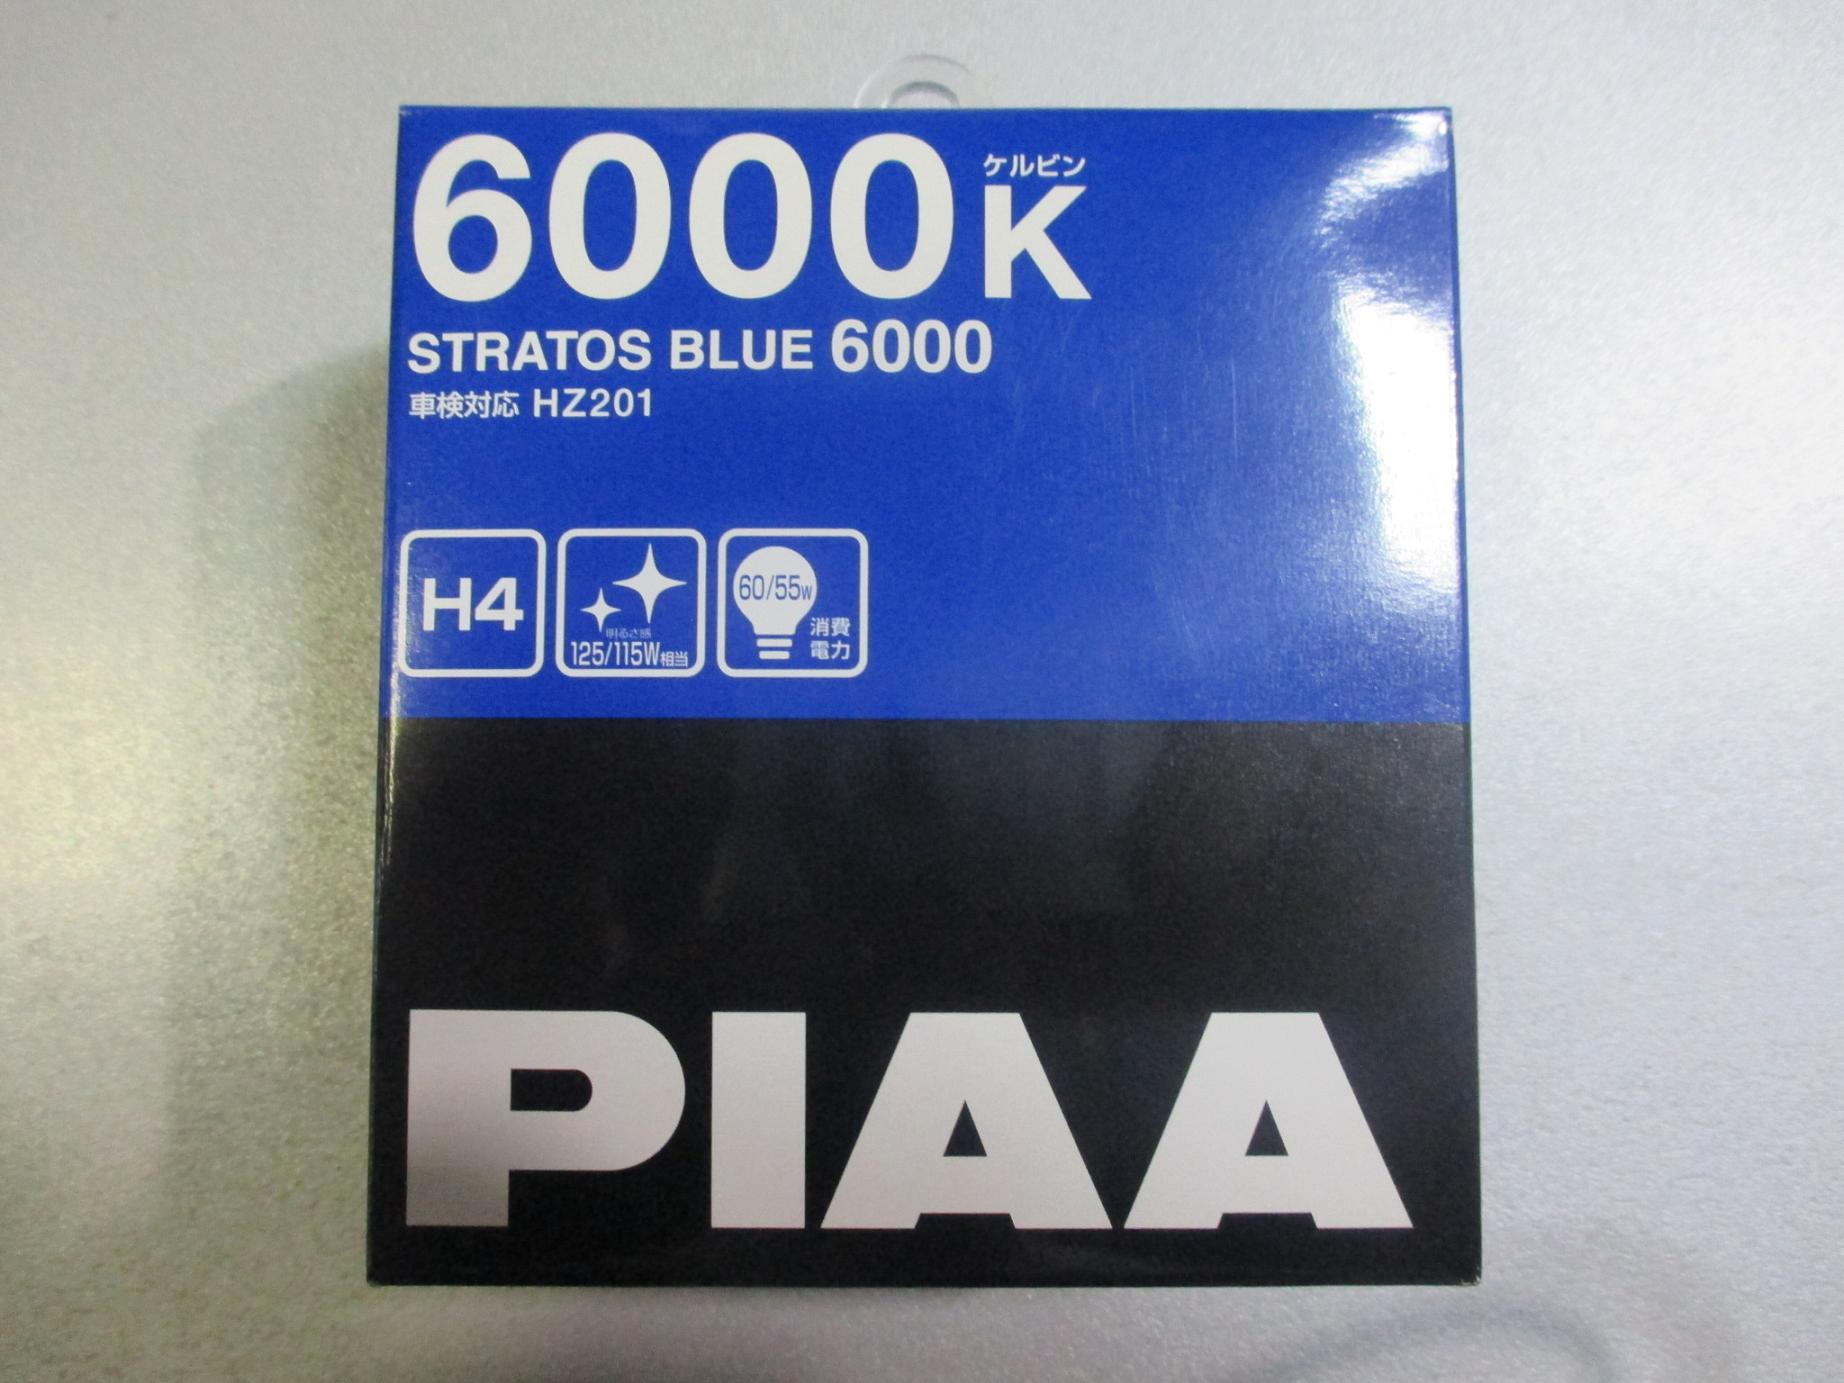 ケルビン
6000K
STRATOS BLUE 6000
車検対応 HZ201
H4
明るさ感
125/115W相当
60/55W
消費
電力
PIAA